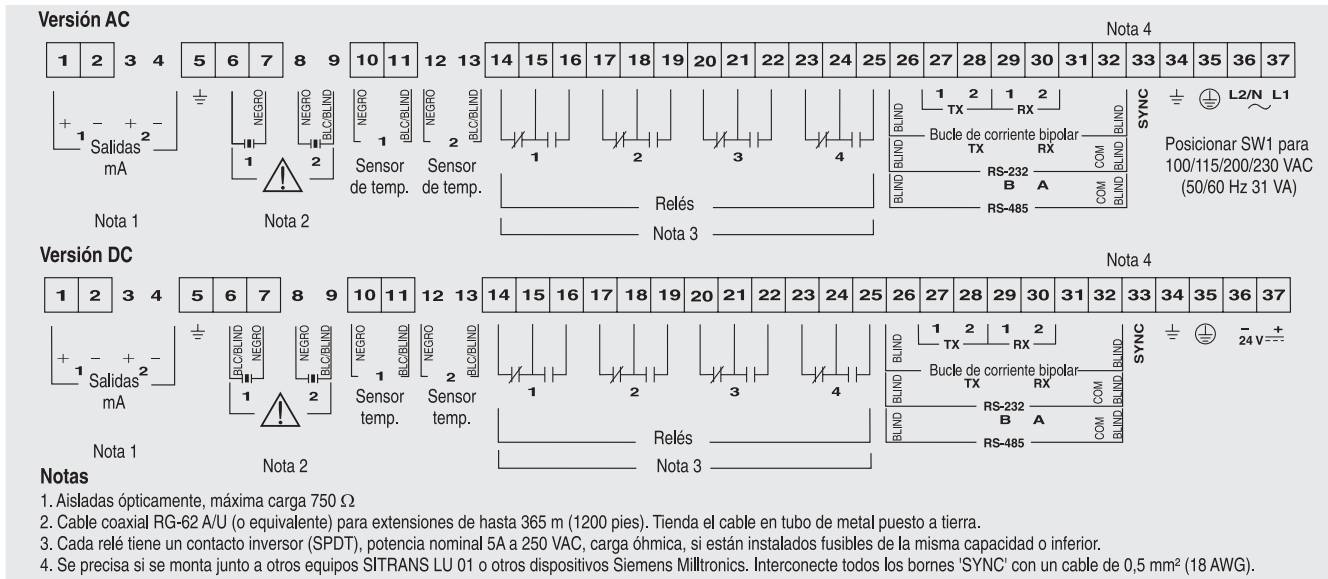 Versión AC
Nota 4
1 2 3 4 5 6 7 8 9 10 11 12 13 14 15 16 17 18 19 20 21 22 23 24 25 26 27 28 29 30 31 32 33 34 35 36 37
+ 1 − + 2 −
Salidas
mA
Nota 1
NEGRO
NEGRO
BLC/BLIND
1 2
Nota 2
NEGRO
BLC/BLIND
1
Sensor
de temp.
NEGRO
BLC/BLIND
2
Sensor
de temp.
1 2 3 4
Relés
Nota 3
BLIND
1 2 1 2
TX RX
Bucle de corriente bipolar
BLIND
BLIND
TX RX
COM
BLIND
RS-232
BLIND
B A
COM
BLIND
RS-485
SYNC
L2/N L1
Posicionar SW1 para
100/115/200/230 VAC
(50/60 Hz 31 VA)
Versión DC
Nota 4
1 2 3 4 5 6 7 8 9 10 11 12 13 14 15 16 17 18 19 20 21 22 23 24 25 26 27 28 29 30 31 32 33 34 35 36 37
+ 1 − + 2 −
Salidas
mA
Nota 1
BLC/BLIND
NEGRO
NEGRO
BLC/BLIND
1 2
Nota 2
NEGRO
BLC/BLIND
1
Sensor
temp.
NEGRO
BLC/BLIND
2
Sensor
temp.
1 2 3 4
Relés
Nota 3
BLIND
1 2 1 2
TX RX
Bucle de corriente bipolar
BLIND
BLIND
TX RX
COM
BLIND
RS-232
BLIND
B A
COM
BLIND
RS-485
SYNC
− +
24 V
Notas
1. Aisladas ópticamente, máxima carga 750 Ω
2. Cable coaxial RG-62 A/U (o equivalente) para extensiones de hasta 365 m (1200 pies). Tienda el cable en tubo de metal puesto a tierra.
3. Cada relé tiene un contacto inversor (SPDT), potencia nominal 5A a 250 VAC, carga óhmica, si están instalados fusibles de la misma capacidad o inferior.
4. Se precisa si se monta junto a otros equipos SITRANS LU 01 o otros dispositivos Siemens Milltronics. Interconecte todos los bornes 'SYNC' con un cable de 0,5 mm² (18 AWG).